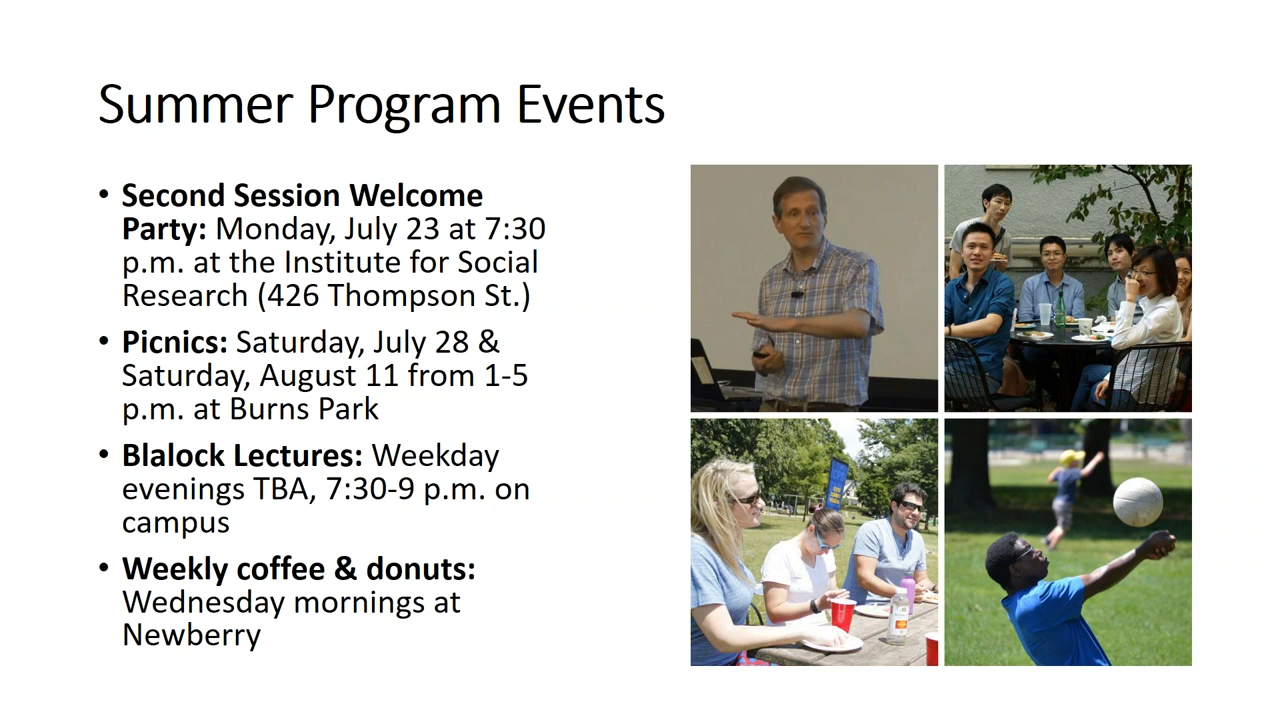 Summer Program Events
• Second Session Welcome
Party: Monday, July 23 at 7:30
p.m. at the Institute for Social
Research (426 Thompson St.)
• Picnics: Saturday, July 28 &
Saturday, August 11 from 1-5
p.m. at Burns Park
• Blalock Lectures: Weekday
evenings TBA, 7:30-9 p.m. on
campus
• Weekly coffee & donuts:
Wednesday mornings at
Newberry